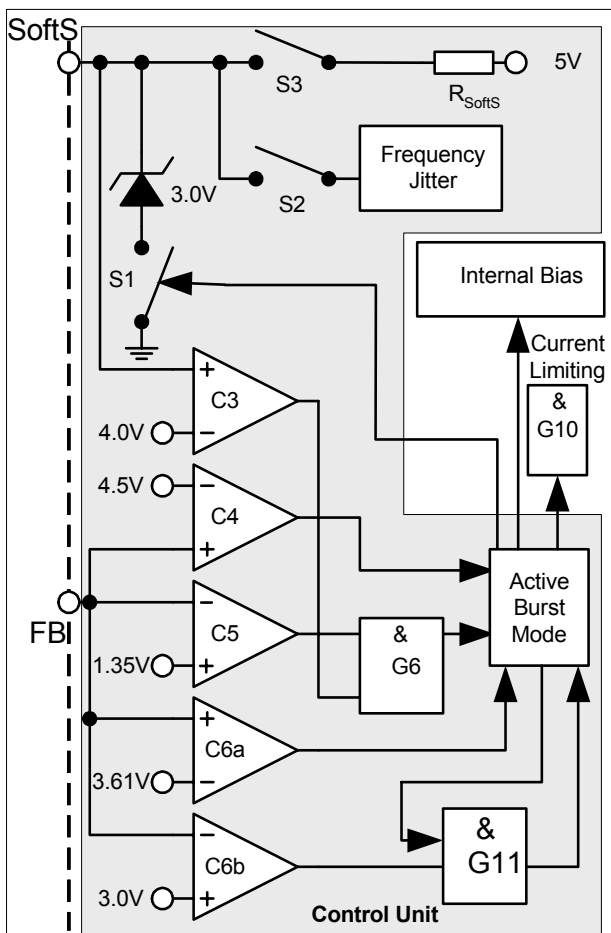 SoftS
S3
R_SoftS
5V
S2
Frequency
Jitter
3.0V
S1
Internal Bias
Current
Limiting
&
G10
+
C3
4.0V
−
4.5V
−
C4
+
Active
Burst
Mode
FB
−
C5
1.35V
+
&
G6
+
C6a
3.61V
−
−
C6b
3.0V
+
&
G11
Control Unit